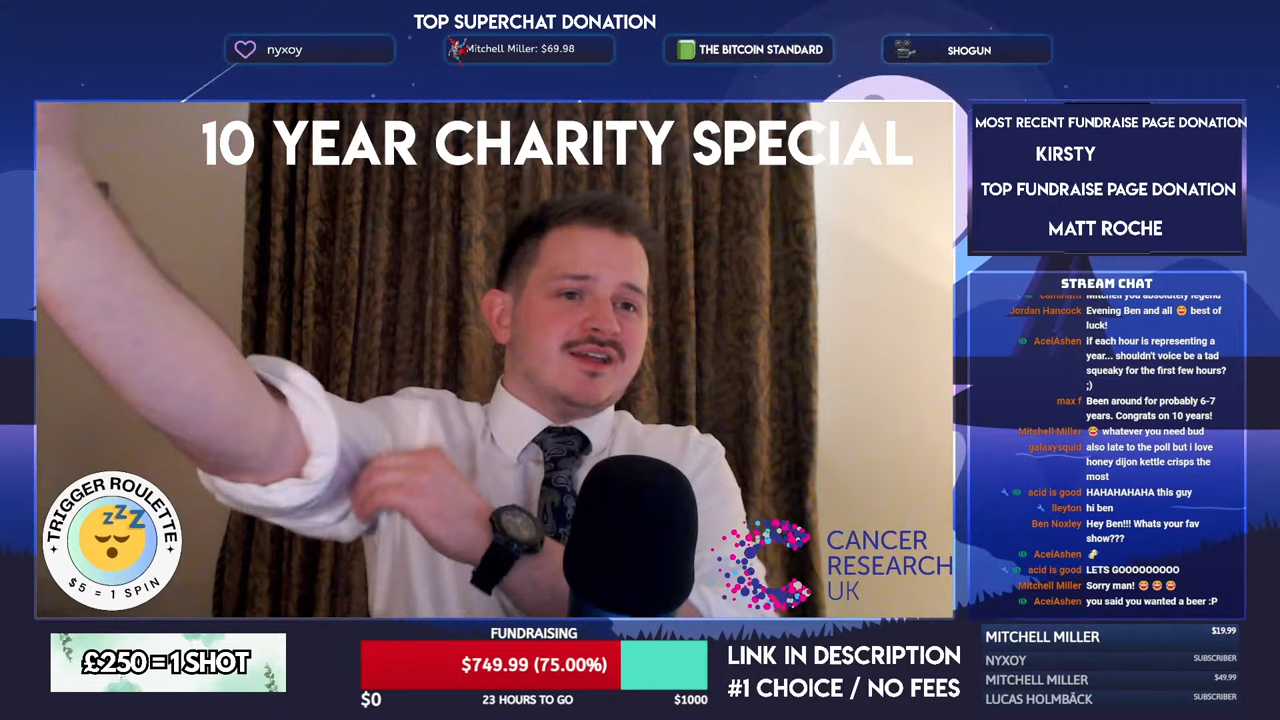 TOP SUPERCHAT DONATION
nyxoy
Mitchell Miller: $69.98
THE BITCOIN STANDARD
SHOGUN
10 YEAR CHARITY SPECIAL
MOST RECENT FUNDRAISE PAGE DONATION
KIRSTY
TOP FUNDRAISE PAGE DONATION
MATT ROCHE
STREAM CHAT
Mitchell you absolutely legend
Jordan Hancock Evening Ben and all 🥰 best of
luck!
AceiAshen if each hour is representing a
year... shouldn't voice be a tad
squeaky for the first few hours?
;)
max f Been around for probably 6-7
years. Congrats on 10 years!
Mitchell Miller 🥰 whatever you need bud
galaxysquid also late to the poll but i love
honey dijon kettle crisps the
most
acid is good HAHAHAHAHA this guy
lleyton hi ben
Ben Noxley Hey Ben!!! Whats your fav
show???
AceiAshen
acid is good LETS GOOOOOOOOO
Mitchell Miller Sorry man! 🥰 🥰 🥰
AceiAshen you said you wanted a beer :P
TRIGGER ROULETTE
zzz
$5 = 1 SPIN
CANCER
RESEARCH
UK
£250 = 1 SHOT
FUNDRAISING
$749.99 (75.00%)
$0 23 HOURS TO GO $1000
LINK IN DESCRIPTION
#1 CHOICE / NO FEES
MITCHELL MILLER $19.99
NYXOY SUBSCRIBER
MITCHELL MILLER $49.99
LUCAS HOLMBÄCK SUBSCRIBER